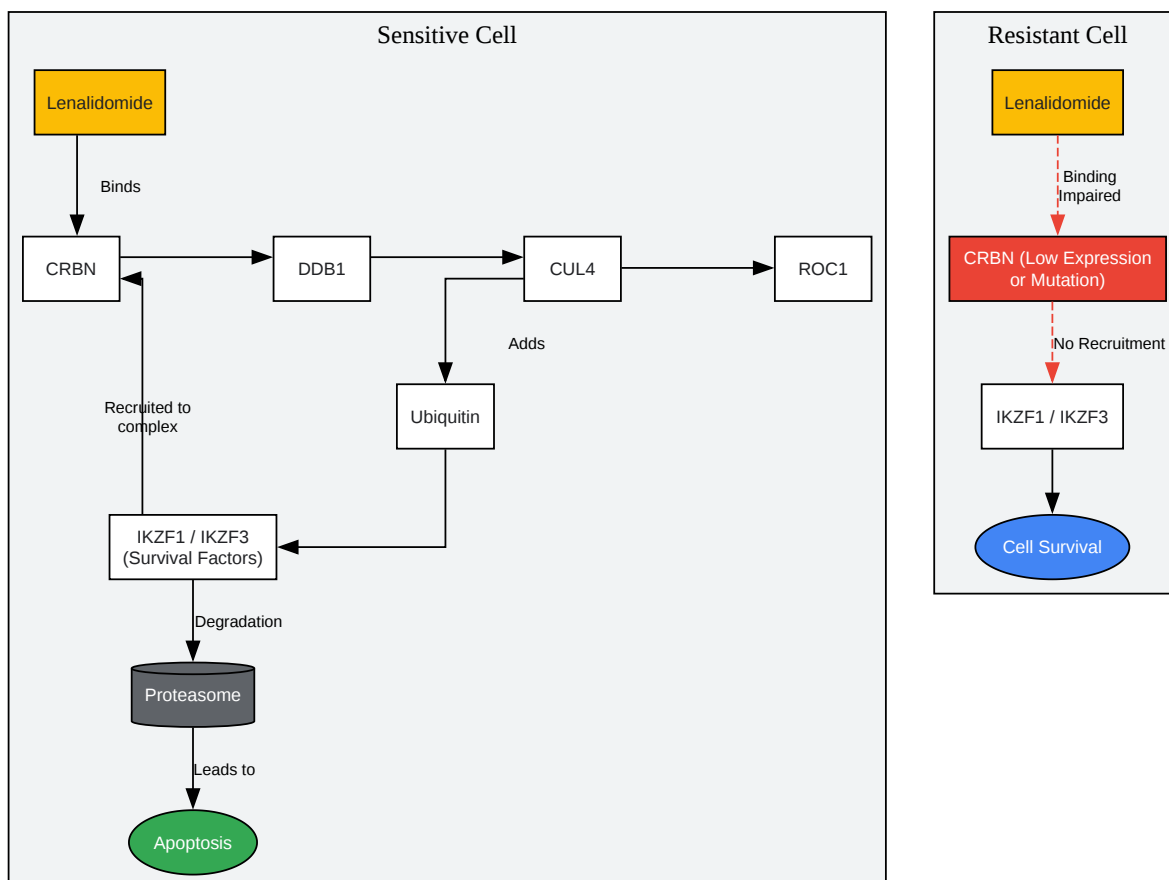 Sensitive Cell
Lenalidomide
Binds
CRBN
DDB1
CUL4
ROC1
Adds
Ubiquitin
Recruited to
complex
IKZF1 / IKZF3
(Survival Factors)
Degradation
Proteasome
Leads to
Apoptosis
Resistant Cell
Lenalidomide
Binding
Impaired
CRBN (Low Expression
or Mutation)
No Recruitment
IKZF1 / IKZF3
Cell Survival